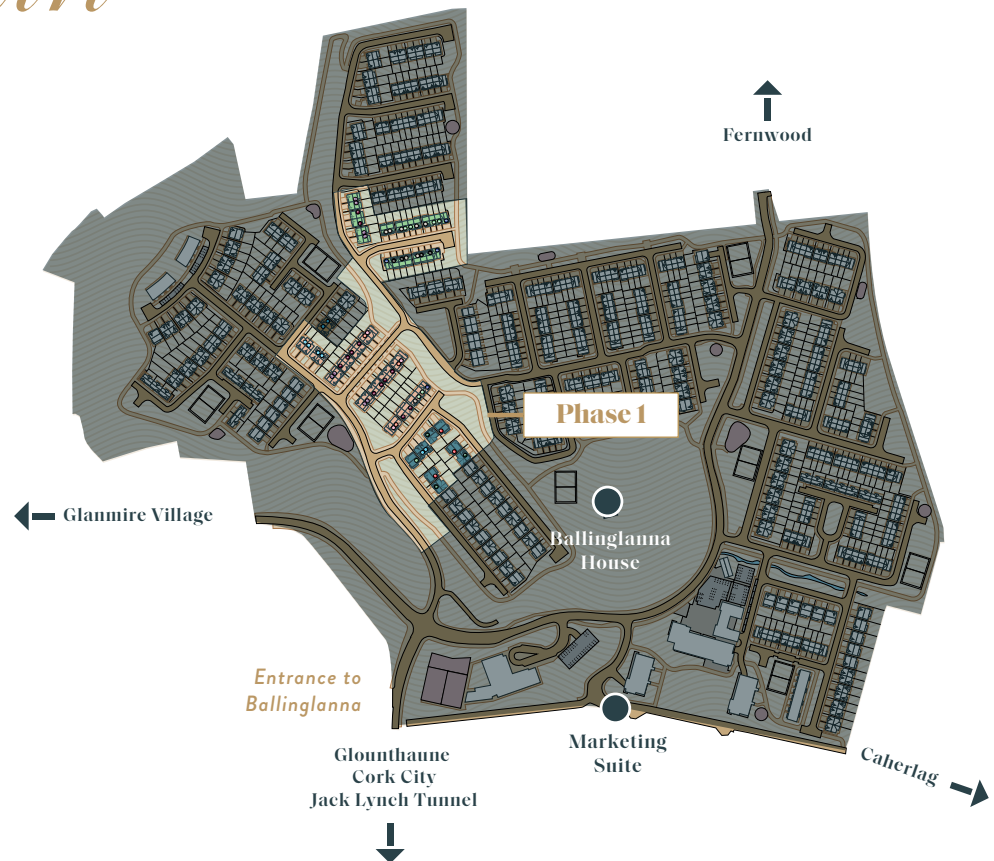 Fernwood
Phase 1
Glanmire Village
Ballinglanna
House
Entrance to
Ballinglanna
Marketing
Suite
Glounthaune
Cork City
Jack Lynch Tunnel
Caherlag